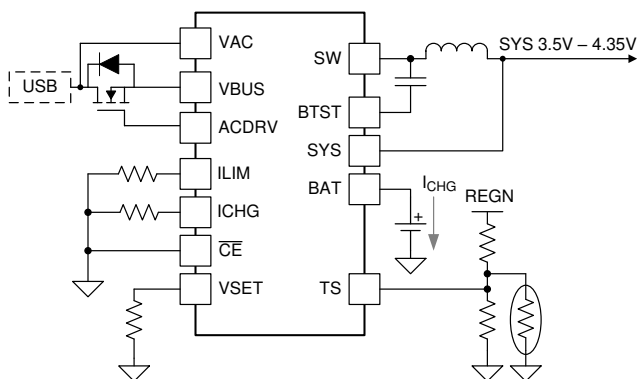 VAC
USB
VBUS
ACDRV
ILIM
ICHG
CE
VSET
SW
SYS 3.5V – 4.35V
BTST
SYS
BAT
ICHG
+
REGN
TS